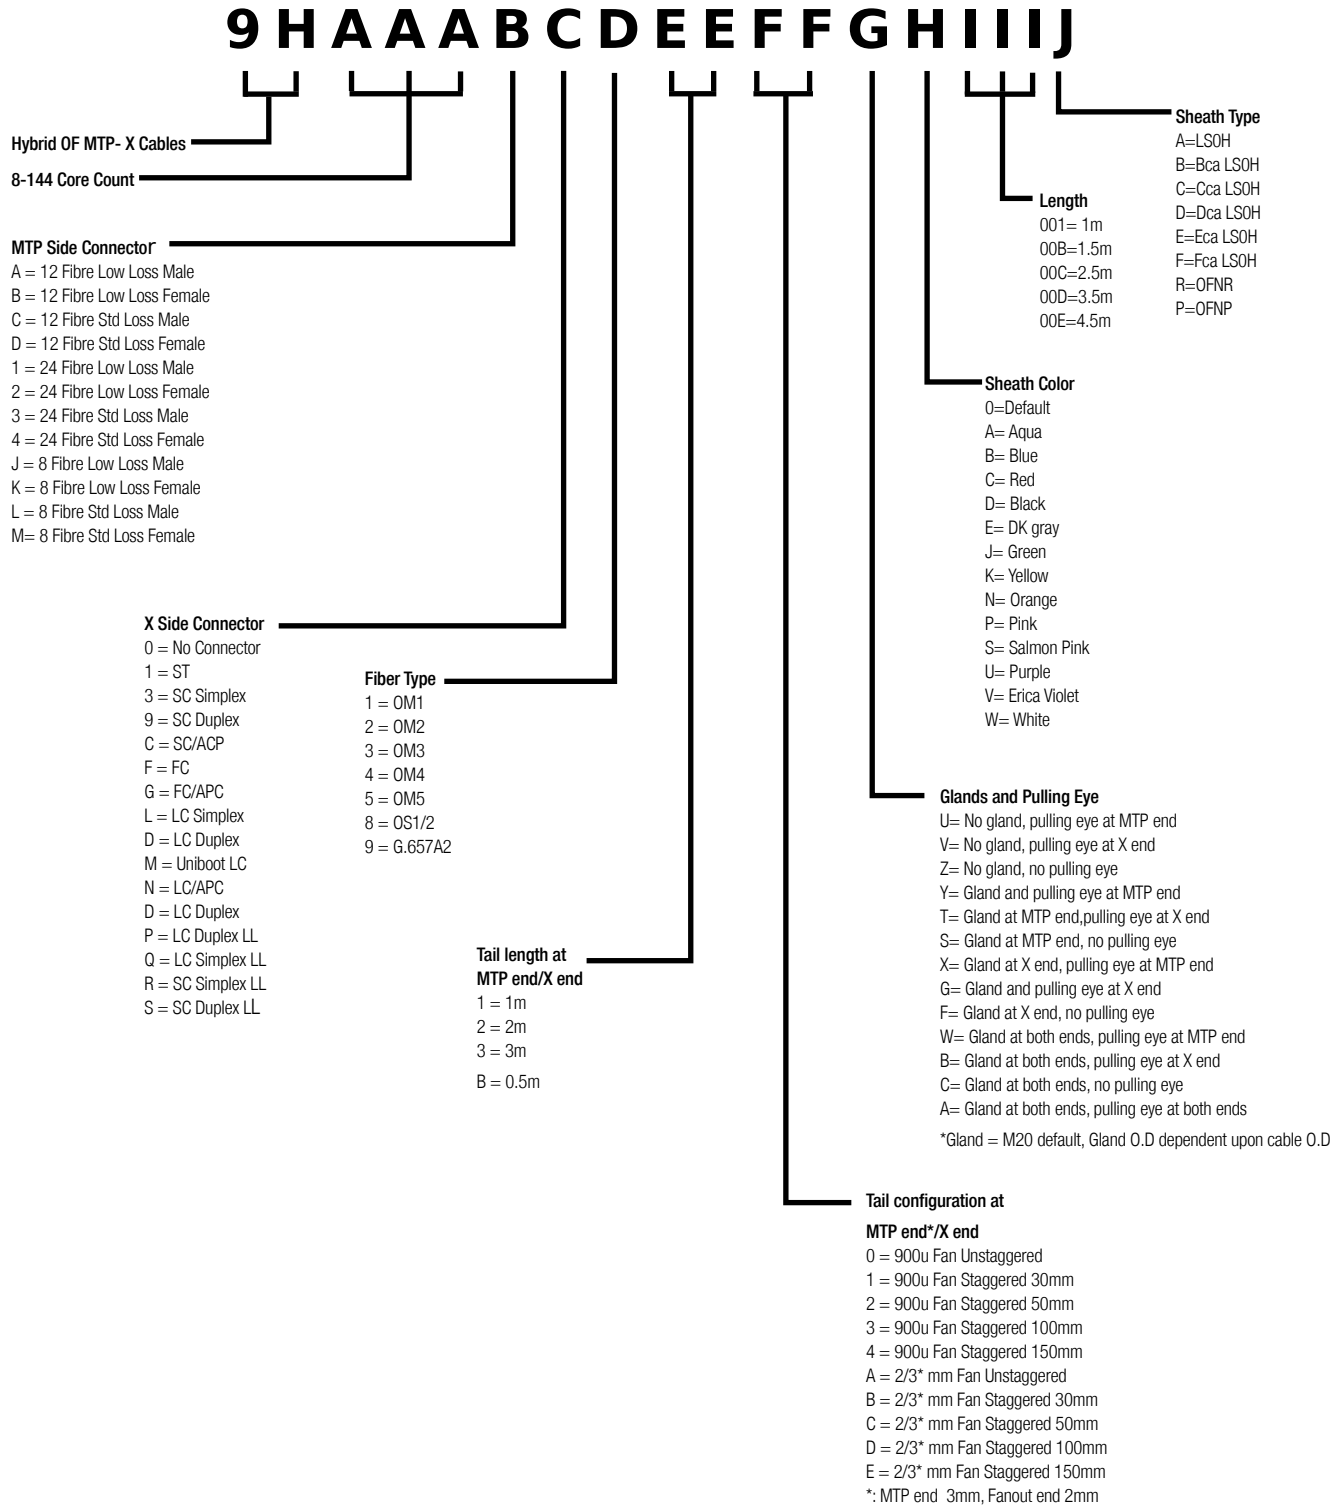 9HAAABCDEEFFGHIIIJ
Hybrid OF MTP- X Cables
8-144 Core Count
MTP Side Connector
A = 12 Fibre Low Loss Male
B = 12 Fibre Low Loss Female
C = 12 Fibre Std Loss Male
D = 12 Fibre Std Loss Female
1 = 24 Fibre Low Loss Male
2 = 24 Fibre Low Loss Female
3 = 24 Fibre Std Loss Male
4 = 24 Fibre Std Loss Female
J = 8 Fibre Low Loss Male
K = 8 Fibre Low Loss Female
L = 8 Fibre Std Loss Male
M= 8 Fibre Std Loss Female
X Side Connector
0 = No Connector
1 = ST
3 = SC Simplex
9 = SC Duplex
C = SC/ACP
F = FC
G = FC/APC
L = LC Simplex
D = LC Duplex
M = Uniboot LC
N = LC/APC
D = LC Duplex
P = LC Duplex LL
Q = LC Simplex LL
R = SC Simplex LL
S = SC Duplex LL
Fiber Type
1 = OM1
2 = OM2
3 = OM3
4 = OM4
5 = OM5
8 = OS1/2
9 = G.657A2
Tail length at
MTP end/X end
1 = 1m
2 = 2m
3 = 3m
B = 0.5m
Tail configuration at
MTP end*/X end
0 = 900u Fan Unstaggered
1 = 900u Fan Staggered 30mm
2 = 900u Fan Staggered 50mm
3 = 900u Fan Staggered 100mm
4 = 900u Fan Staggered 150mm
A = 2/3* mm Fan Unstaggered
B = 2/3* mm Fan Staggered 30mm
C = 2/3* mm Fan Staggered 50mm
D = 2/3* mm Fan Staggered 100mm
E = 2/3* mm Fan Staggered 150mm
*: MTP end 3mm, Fanout end 2mm
Glands and Pulling Eye
U= No gland, pulling eye at MTP end
V= No gland, pulling eye at X end
Z= No gland, no pulling eye
Y= Gland and pulling eye at MTP end
T= Gland at MTP end,pulling eye at X end
S= Gland at MTP end, no pulling eye
X= Gland at X end, pulling eye at MTP end
G= Gland and pulling eye at X end
F= Gland at X end, no pulling eye
W= Gland at both ends, pulling eye at MTP end
B= Gland at both ends, pulling eye at X end
C= Gland at both ends, no pulling eye
A= Gland at both ends, pulling eye at both ends
*Gland = M20 default, Gland O.D dependent upon cable O.D
Sheath Color
0=Default
A= Aqua
B= Blue
C= Red
D= Black
E= DK gray
J= Green
K= Yellow
N= Orange
P= Pink
S= Salmon Pink
U= Purple
V= Erica Violet
W= White
Length
001= 1m
00B=1.5m
00C=2.5m
00D=3.5m
00E=4.5m
Sheath Type
A=LS0H
B=Bca LS0H
C=Cca LS0H
D=Dca LS0H
E=Eca LS0H
F=Fca LS0H
R=OFNR
P=OFNP